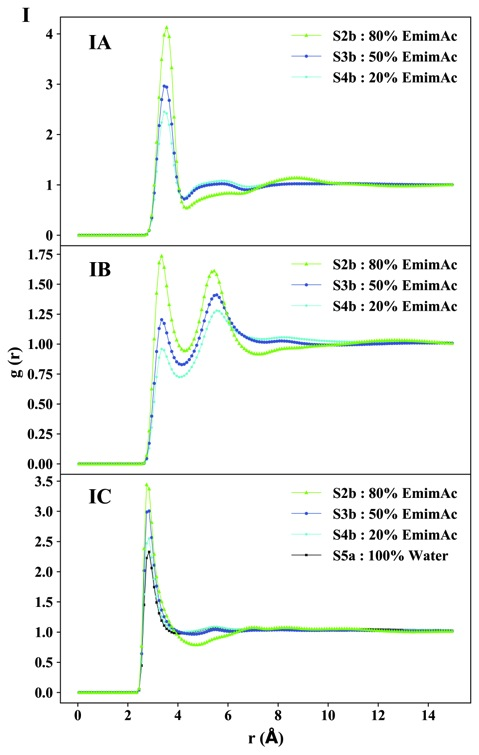 I
IA
S2b : 80% EmimAc
S3b : 50% EmimAc
S4b : 20% EmimAc
4
3
2
1
0
IB
S2b : 80% EmimAc
S3b : 50% EmimAc
S4b : 20% EmimAc
1.75
1.50
1.25
1.00
0.75
0.50
0.25
0.00
g (r)
IC
S2b : 80% EmimAc
S3b : 50% EmimAc
S4b : 20% EmimAc
S5a : 100% Water
3.5
3.0
2.5
2.0
1.5
1.0
0.5
0.0
0 2 4 6 8 10 12 14
r (Å)